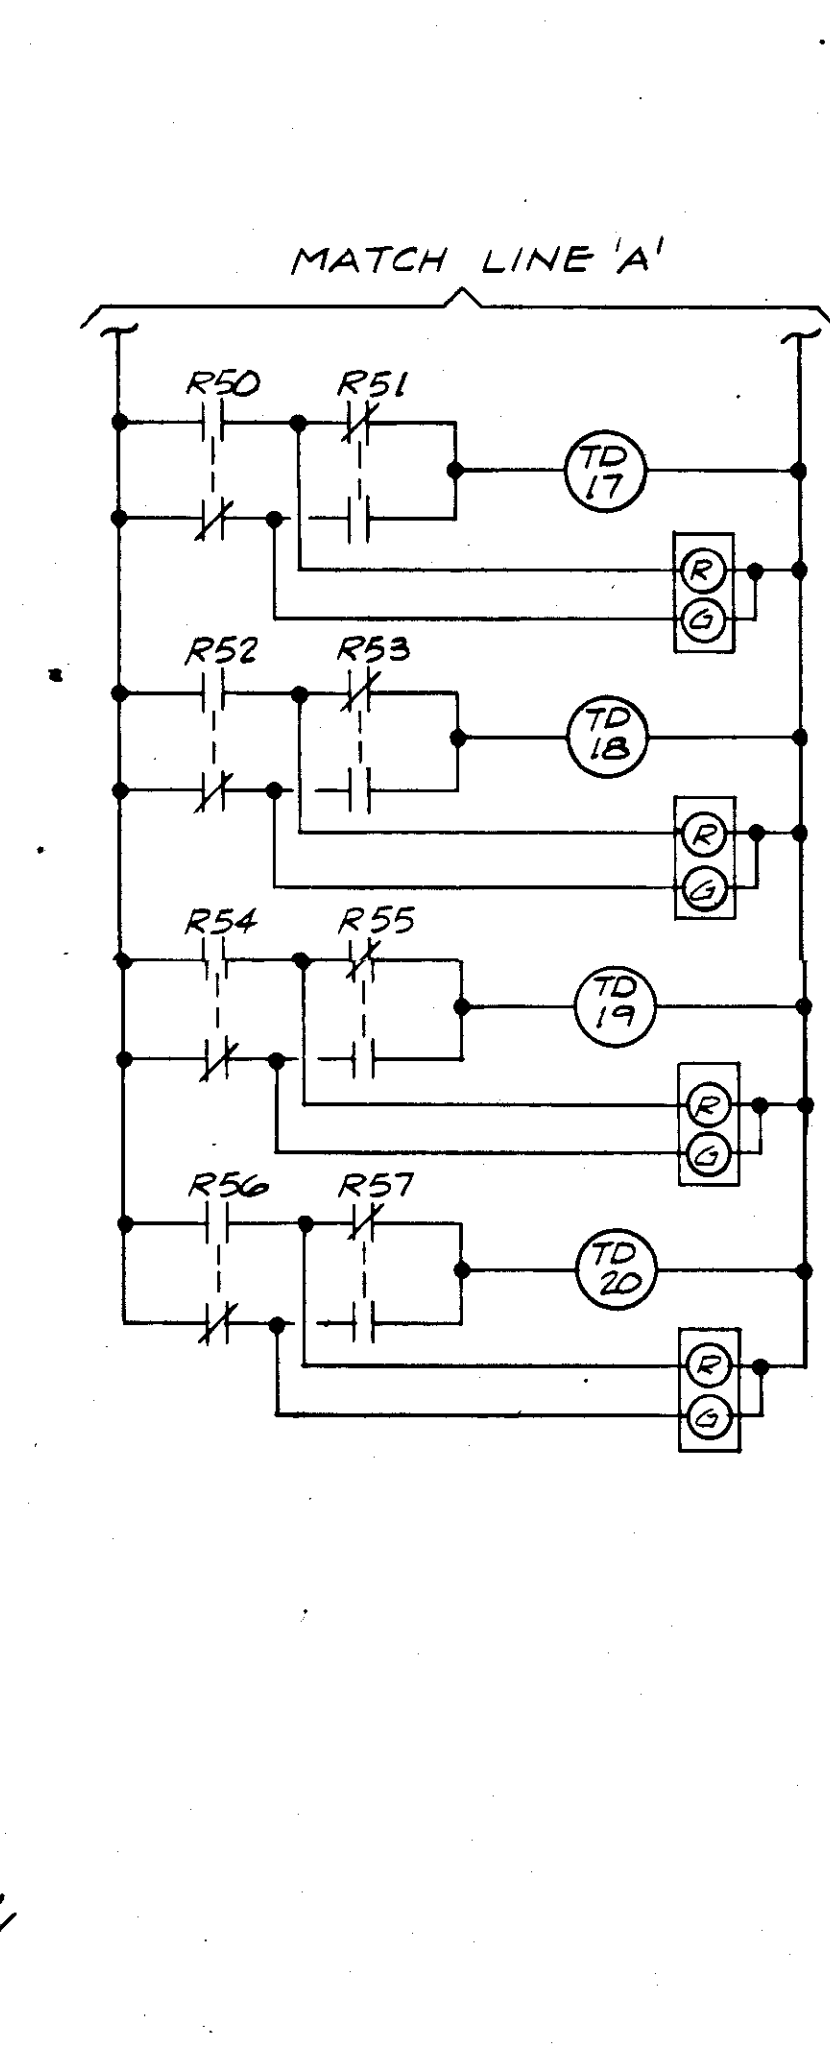 MATCH LINE 'A'
R50 R51
TD
17
R
G
R52 R53
TD
18
R
G
R54 R55
TD
19
R
G
R56 R57
TD
20
R
G